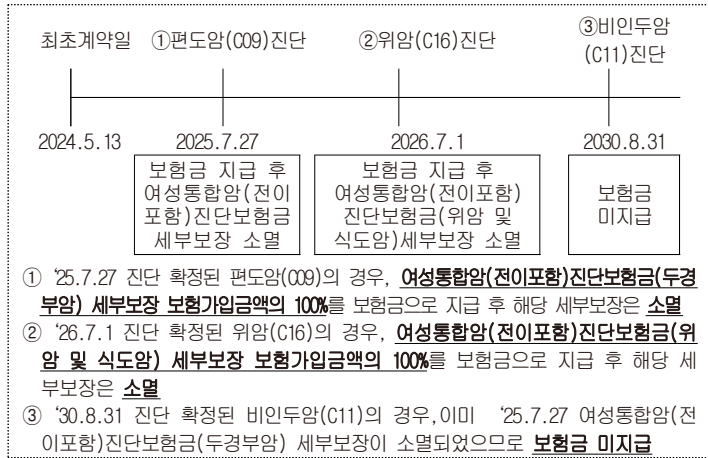 최초계약일 ①편도암(C09)진단 ②위암(C16)진단 ③비인두암
(C11)진단
2024.5.13 2025.7.27 2026.7.1 2030.8.31
보험금 지급 후
여성통합암(전이
포함)진단보험금
세부보장 소멸
보험금 지급 후
여성통합암(전이포함)
진단보험금(위암 및
식도암)세부보장 소멸
보험금
미지급
① ‘25.7.27 진단 확정된 편도암(C09)의 경우, 여성통합암(전이포함)진단보험금(두경
부암) 세부보장 보험가입금액의 100%를 보험금으로 지급 후 해당 세부보장은 소멸
② ‘26.7.1 진단 확정된 위암(C16)의 경우, 여성통합암(전이포함)진단보험금(위
암 및 식도암) 세부보장 보험가입금액의 100%를 보험금으로 지급 후 해당 세
부보장은 소멸
③ ‘30.8.31 진단 확정된 비인두암(C11)의 경우,이미 ‘25.7.27 여성통합암(전
이포함)진단보험금(두경부암) 세부보장이 소멸되었으므로 보험금 미지급